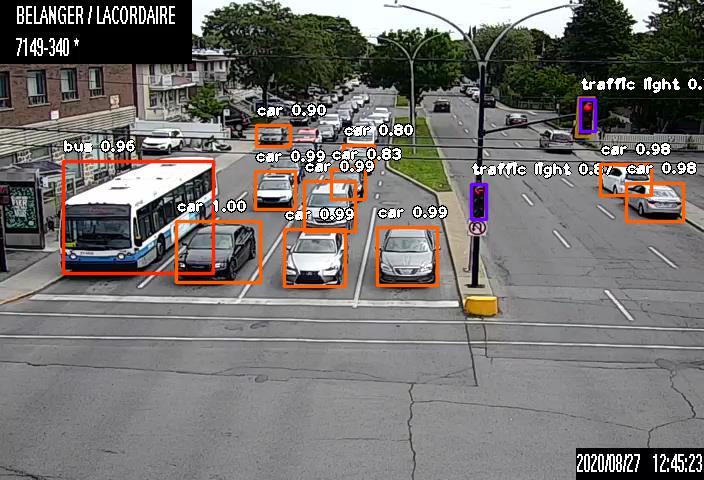 BELANGER / LACORDAIRE
7149-340 *
traffic light 0.
car 0.90
car 0.80
bus 0.96
car 0.99
car 0.83
car 0.99
car 0.98
traffic light 0.
car 0.98
car 1.00
car 0.99
car 0.99
2020/08/27 12:45:23